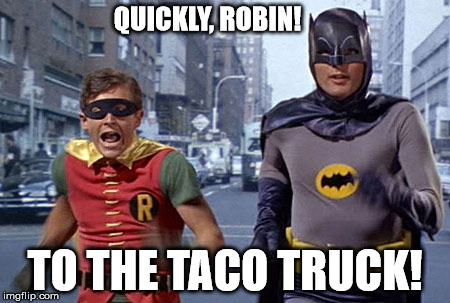 QUICKLY, ROBIN!
R
TO THE TACO TRUCK!
imgflip.com